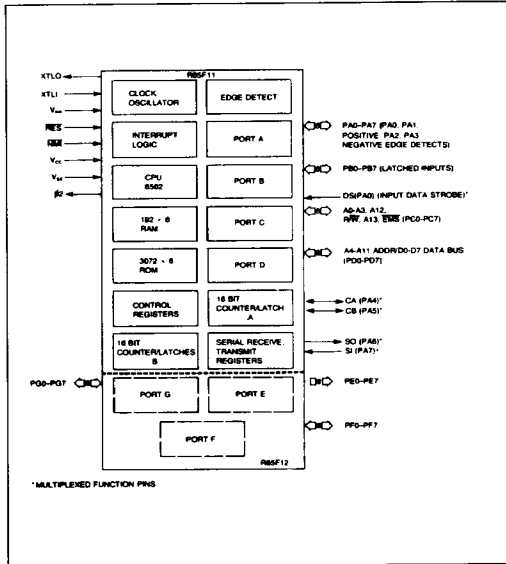 R65F11
XTLO
XTLI
RES
NMI
VCC
VSS
CLOCK
OSCILLATOR
EDGE DETECT
INTERRUPT
LOGIC
PORT A
CPU
6502
PORT B
192 × 8
RAM
PORT C
3072 × 8
ROM
PORT D
CONTROL
REGISTERS
16 BIT
COUNTER/LATCH
A
16 BIT
COUNTER/LATCHES
B
SERIAL RECEIVE,
TRANSMIT
REGISTERS
PORT G
PORT E
PORT F
R65F12
PA0–PA7 (PA0, PA1,
POSITIVE PA2, PA3
NEGATIVE EDGE DETECTS)
PB0–PB7 (LATCHED INPUTS)
DS(PA0) (INPUT DATA STROBE)*
A0-A3, A12,
R/W, A13, EMS (PC0–PC7)
A4–A11 ADDR/D0–D7 DATA BUS
(PD0–PD7)
CA (PA4)*
CB (PA5)*
SO (PA6)*
SI (PA7)*
PG0–PG7
PE0–PE7
PF0–PF7
*MULTIPLEXED FUNCTION PINS